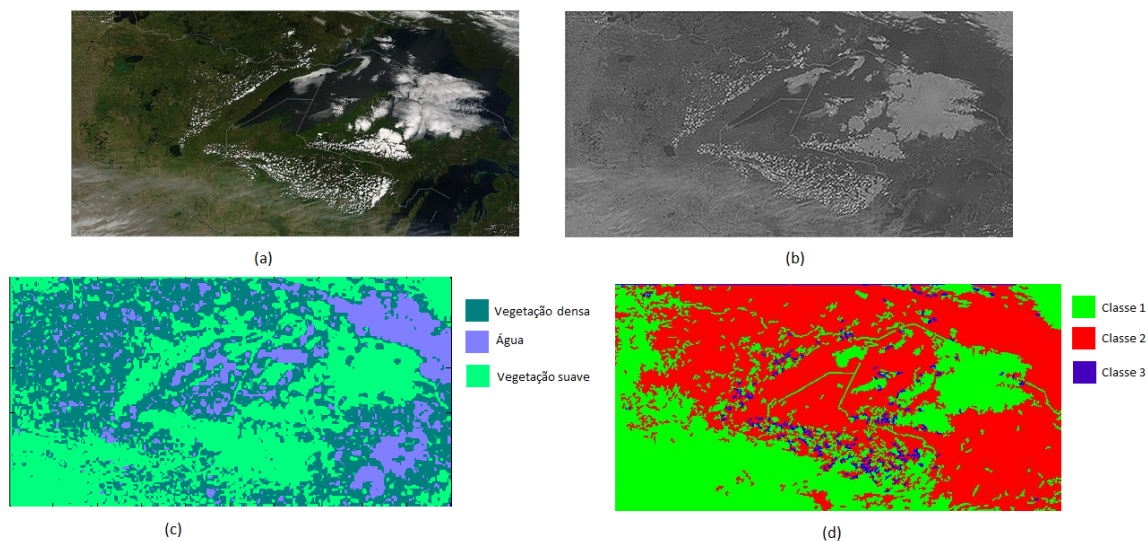 (a)
(b)
Vegetação densa
Água
Vegetação suave
Classe 1
Classe 2
Classe 3
(c)
(d)